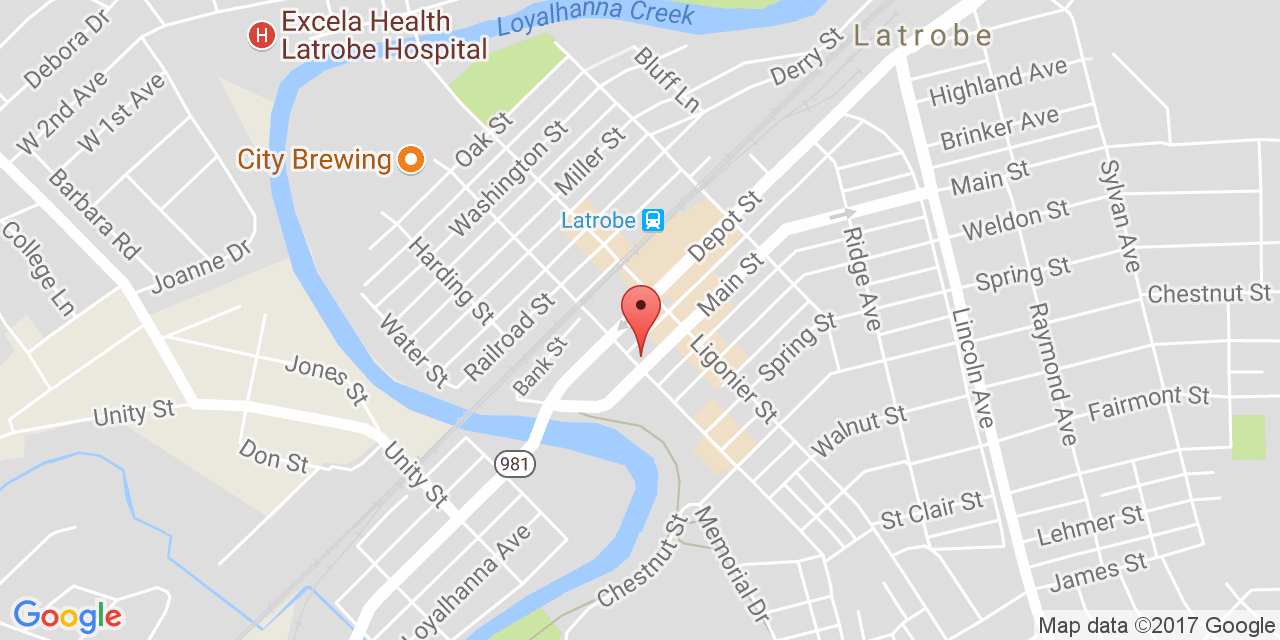 Debora Dr
Excela Health
Latrobe Hospital
H
Loyalhanna Creek
Latrobe
Derry St
Bluff Ln
Highland Ave
W 2nd Ave
W 1st Ave
Oak St
Brinker Ave
City Brewing
Washington St
Miller St
Main St
Barbara Rd
Latrobe
Depot St
Weldon St
Sylvan Ave
College Ln
Joanne Dr
Harding St
Main St
Ridge Ave
Spring St
Chestnut St
Water St
Railroad St
Bank St
Ligonier St
Spring St
Lincoln Ave
Raymond Ave
Jones St
Unity St
Walnut St
Fairmont St
Don St
Unity St
981
St Clair St
Lehmer St
Loyalhanna Ave
Chestnut St
Memorial Dr
James St
Google
Map data ©2017 Google